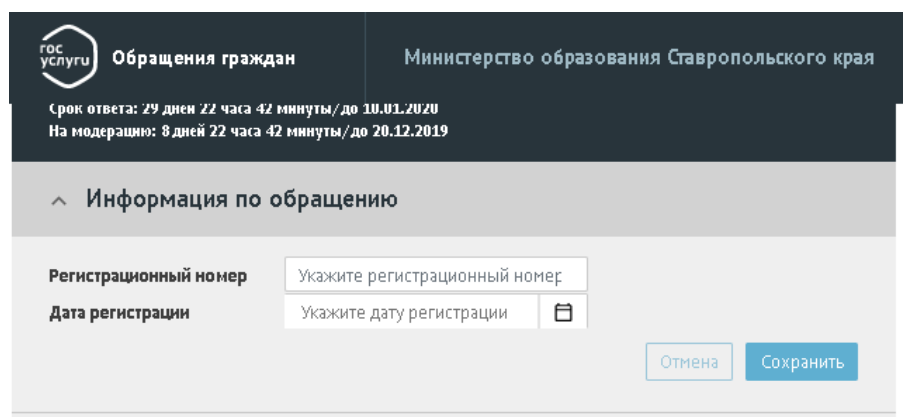 гос
услуги
Обращения граждан
Министерство образования Ставропольского края
Срок ответа: 29 дней 22 часа 42 минуты/до 10.01.2020
На модерацию: 8 дней 22 часа 42 минуты/до 20.12.2019
Информация по обращению
Регистрационный номер
Укажите регистрационный номер
Дата регистрации
Укажите дату регистрации
Отмена
Сохранить